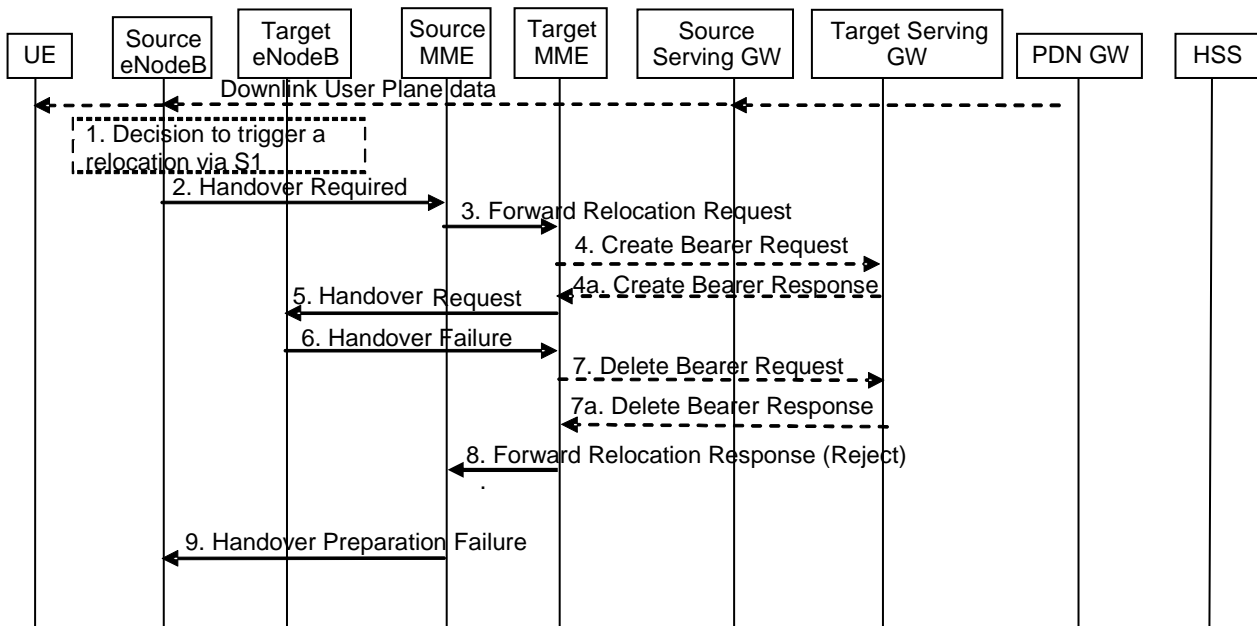 UE
Source
eNodeB
Target
eNodeB
Source
MME
Target
MME
Source
Serving GW
Target Serving
GW
PDN GW
HSS
Downlink User Plane data
1. Decision to trigger a
relocation via S1
2. Handover Required
3. Forward Relocation Request
4. Create Bearer Request
4a. Create Bearer Response
5. Handover Request
6. Handover Failure
7. Delete Bearer Request
7a. Delete Bearer Response
8. Forward Relocation Response (Reject)
.
9. Handover Preparation Failure